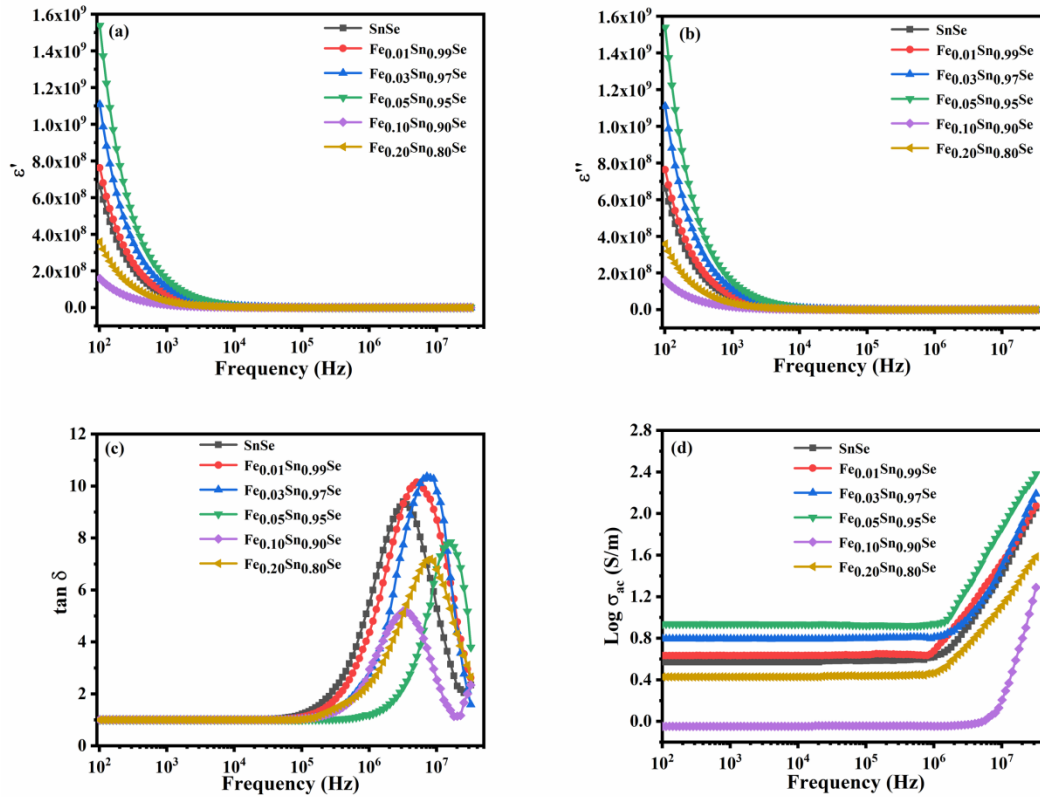 (a)
SnSe
Fe0.01Sn0.99Se
Fe0.03Sn0.97Se
Fe0.05Sn0.95Se
Fe0.10Sn0.90Se
Fe0.20Sn0.80Se
1.6x10⁹
1.4x10⁹
1.2x10⁹
1.0x10⁹
8.0x10⁸
6.0x10⁸
4.0x10⁸
2.0x10⁸
0.0
ε'
10² 10³ 10⁴ 10⁵ 10⁶ 10⁷
Frequency (Hz)
(b)
SnSe
Fe0.01Sn0.99Se
Fe0.03Sn0.97Se
Fe0.05Sn0.95Se
Fe0.10Sn0.90Se
Fe0.20Sn0.80Se
1.6x10⁹
1.4x10⁹
1.2x10⁹
1.0x10⁹
8.0x10⁸
6.0x10⁸
4.0x10⁸
2.0x10⁸
0.0
ε''
10² 10³ 10⁴ 10⁵ 10⁶ 10⁷
Frequency (Hz)
(c)
SnSe
Fe0.01Sn0.99Se
Fe0.03Sn0.97Se
Fe0.05Sn0.95Se
Fe0.10Sn0.90Se
Fe0.20Sn0.80Se
12
10
8
6
4
2
0
tan δ
10² 10³ 10⁴ 10⁵ 10⁶ 10⁷
Frequency (Hz)
(d)
SnSe
Fe0.01Sn0.99Se
Fe0.03Sn0.97Se
Fe0.05Sn0.95Se
Fe0.10Sn0.90Se
Fe0.20Sn0.80Se
2.8
2.4
2.0
1.6
1.2
0.8
0.4
0.0
Log σac (S/m)
10² 10³ 10⁴ 10⁵ 10⁶ 10⁷
Frequency (Hz)